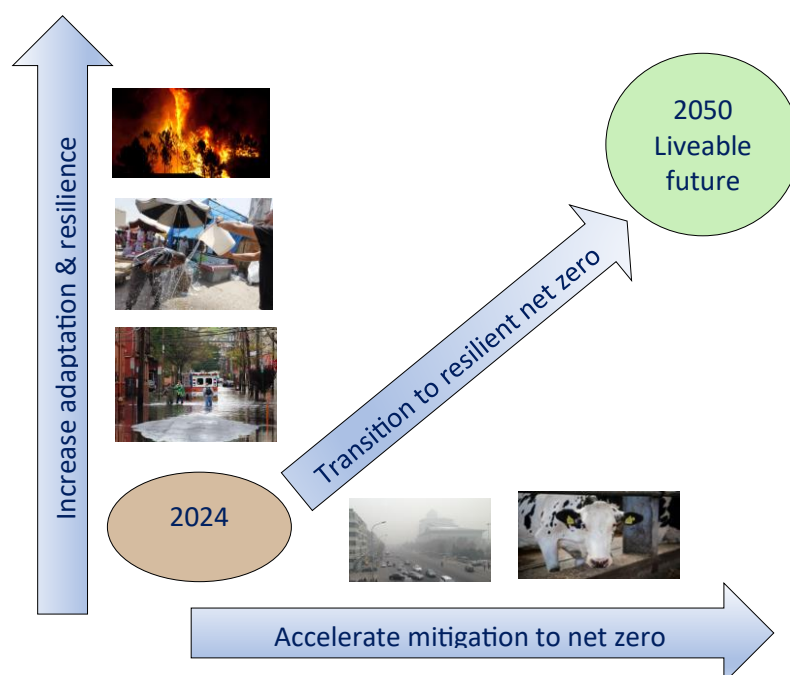 2050
Liveable
future
Increase adaptation & resilience
Transition to resilient net zero
2024
Accelerate mitigation to net zero